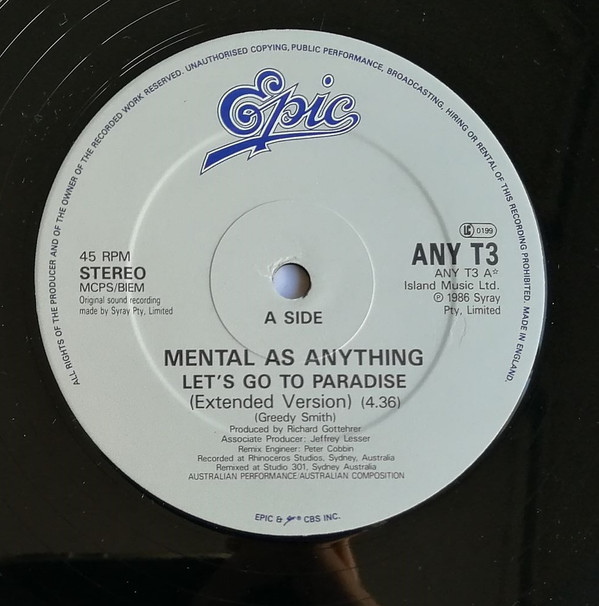 ALL RIGHTS OF THE PRODUCER AND OF THE OWNER OF THE RECORDED WORK RESERVED. UNAUTHORISED COPYING, PUBLIC PERFORMANCE, BROADCASTING, HIRING OR RENTAL OF THIS RECORDING PROHIBITED. MADE IN ENGLAND.
Epic
45 RPM
STEREO
MCPS/BIEM
Original sound recording
made by Syray Pty, Limited
LC 0199
ANY T3
ANY T3 A☆
Island Music Ltd.
℗ 1986 Syray
Pty, Limited
A SIDE
MENTAL AS ANYTHING
LET'S GO TO PARADISE
(Extended Version) (4.36)
(Greedy Smith)
Produced by Richard Gottehrer
Associate Producer: Jeffrey Lesser
Remix Engineer: Peter Cobbin
Recorded at Rhinoceros Studios, Sydney, Australia
Remixed at Studio 301, Sydney Australia
AUSTRALIAN PERFORMANCE/AUSTRALIAN COMPOSITION
EPIC & ® CBS INC.